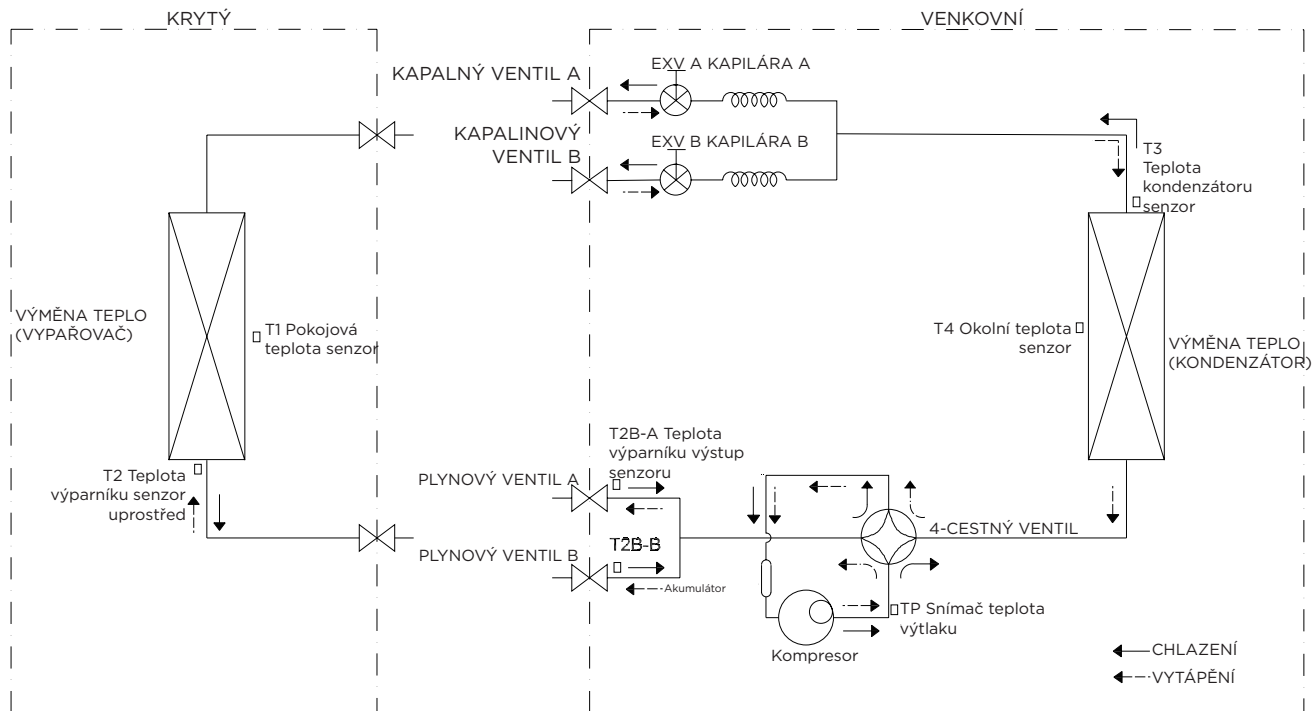 KRYTÝ
VENKOVNÍ
KAPALNÝ VENTIL A
EXV A KAPILÁRA A
KAPALINOVÝ
VENTIL B
EXV B KAPILÁRA B
T3
Teplota
kondenzátoru
senzor
VÝMĚNA TEPLO
(VYPAŘOVAČ)
T1 Pokojová
teplota senzor
T4 Okolní teplota
senzor
VÝMĚNA TEPLO
(KONDENZÁTOR)
T2 Teplota
výparníku senzor
uprostřed
T2B-A Teplota
výparníku výstup
senzoru
PLYNOVÝ VENTIL A
4-CESTNÝ VENTIL
T2B-B
PLYNOVÝ VENTIL B
Akumulátor
TP Snímač teplota
výtlaku
Kompresor
CHLAZENÍ
VYTÁPĚNÍ